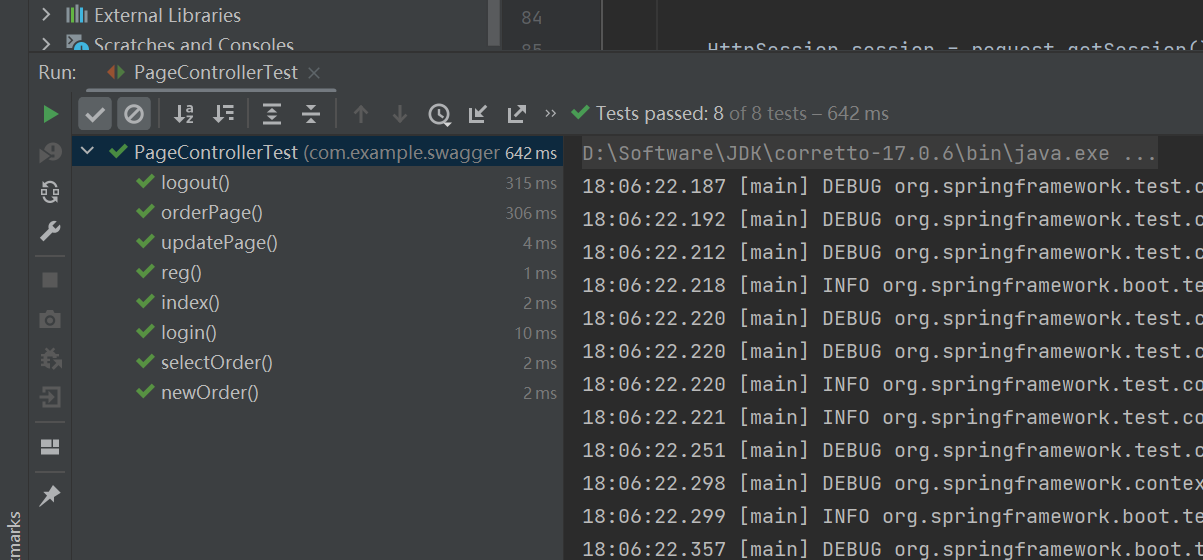 External Libraries
84
Scratches and Consoles
85
HttpSession session = request.getSession(
Run:
PageControllerTest
Tests passed: 8 of 8 tests – 642 ms
PageControllerTest (com.example.swagger 642 ms
D:\Software\JDK\corretto-17.0.6\bin\java.exe ...
logout() 315 ms
18:06:22.187 [main] DEBUG org.springframework.test.c
orderPage() 306 ms
18:06:22.192 [main] DEBUG org.springframework.test.c
updatePage() 4 ms
18:06:22.212 [main] DEBUG org.springframework.test.c
reg() 1 ms
18:06:22.218 [main] INFO org.springframework.boot.te
index() 2 ms
18:06:22.220 [main] DEBUG org.springframework.test.c
login() 10 ms
18:06:22.220 [main] DEBUG org.springframework.test.c
selectOrder() 2 ms
18:06:22.220 [main] INFO org.springframework.test.co
newOrder() 2 ms
18:06:22.221 [main] INFO org.springframework.test.co
18:06:22.251 [main] DEBUG org.springframework.test.c
18:06:22.298 [main] DEBUG org.springframework.contex
18:06:22.299 [main] INFO org.springframework.boot.te
18:06:22.357 [main] DEBUG org.springframework.boot.t